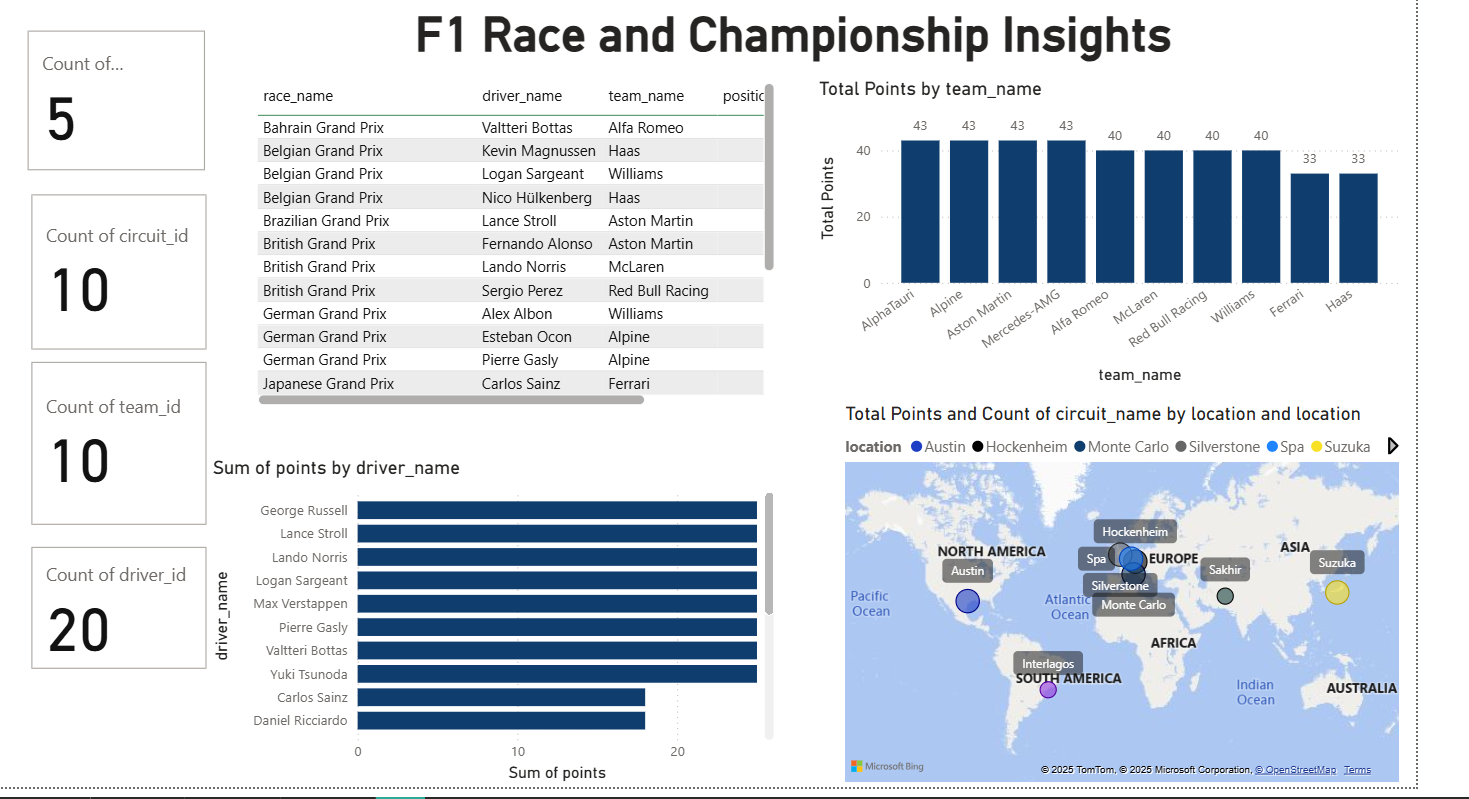 F1 Race and Championship Insights
Count of...
5
Count of circuit_id
10
Count of team_id
10
Count of driver_id
20
race_name driver_name team_name positic
Bahrain Grand Prix Valtteri Bottas Alfa Romeo
Belgian Grand Prix Kevin Magnussen Haas
Belgian Grand Prix Logan Sargeant Williams
Belgian Grand Prix Nico Hülkenberg Haas
Brazilian Grand Prix Lance Stroll Aston Martin
British Grand Prix Fernando Alonso Aston Martin
British Grand Prix Lando Norris McLaren
British Grand Prix Sergio Perez Red Bull Racing
German Grand Prix Alex Albon Williams
German Grand Prix Esteban Ocon Alpine
German Grand Prix Pierre Gasly Alpine
Japanese Grand Prix Carlos Sainz Ferrari
Total Points by team_name
43 43 43 43 40 40 40 40 33 33
40
20
0
Total Points
AlphaTauri Alpine Aston Martin Mercedes-AMG Alfa Romeo McLaren Red Bull Racing Williams Ferrari Haas
team_name
Sum of points by driver_name
driver_name
George Russell
Lance Stroll
Lando Norris
Logan Sargeant
Max Verstappen
Pierre Gasly
Valtteri Bottas
Yuki Tsunoda
Carlos Sainz
Daniel Ricciardo
0 10 20
Sum of points
Total Points and Count of circuit_name by location and location
location Austin Hockenheim Monte Carlo Silverstone Spa Suzuka
Hockenheim
NORTH AMERICA Spa EUROPE ASIA
Austin Sakhir Suzuka
Silverstone
Pacific
Ocean
Atlantic
Ocean
Monte Carlo
AFRICA
Interlagos
SOUTH AMERICA
Indian
Ocean
AUSTRALIA
Microsoft Bing
© 2025 TomTom, © 2025 Microsoft Corporation, © OpenStreetMap Terms